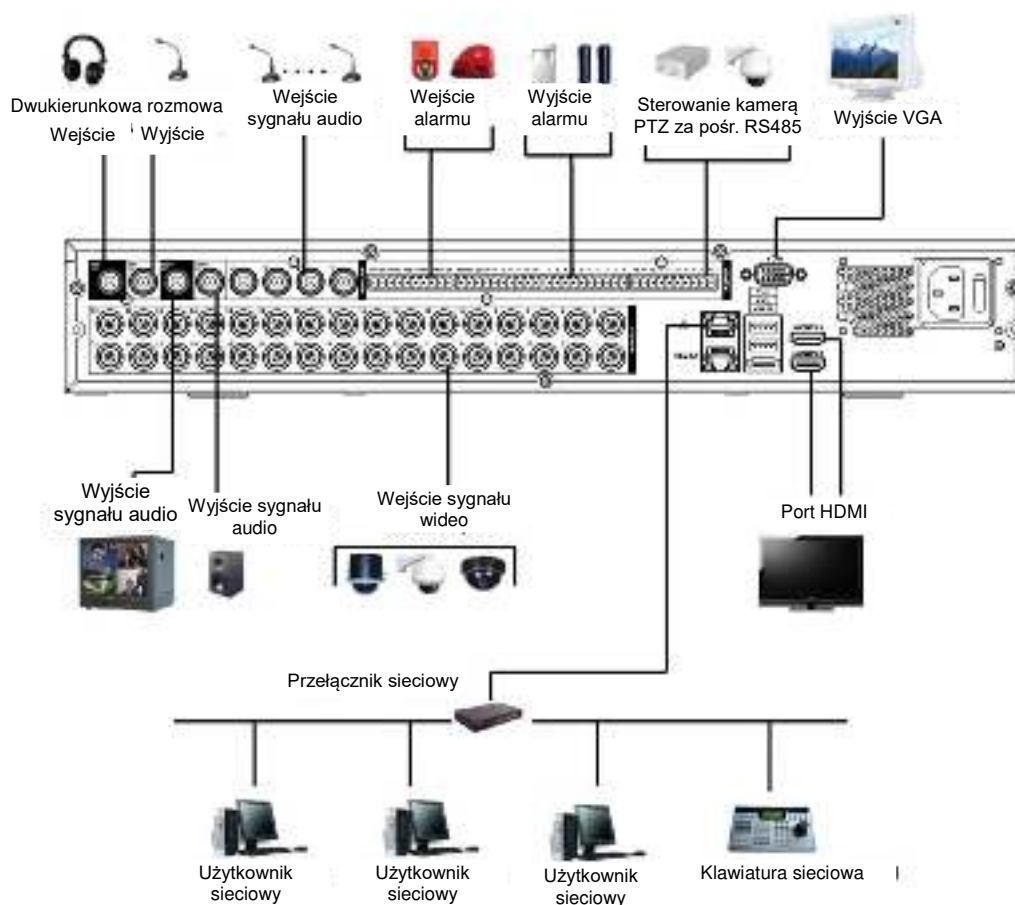 Dwukierunkowa rozmowa
Wejście
Wyjście
Wejście
sygnału audio
Wejście
alarmu
Wyjście
alarmu
Sterowanie kamerą
PTZ za pośr. RS485
Wyjście VGA
Wyjście
sygnału audio
Wyjście sygnału
audio
Wejście sygnału
wideo
Port HDMI
Przełącznik sieciowy
Użytkownik
sieciowy
Użytkownik
sieciowy
Użytkownik
sieciowy
Klawiatura sieciowa